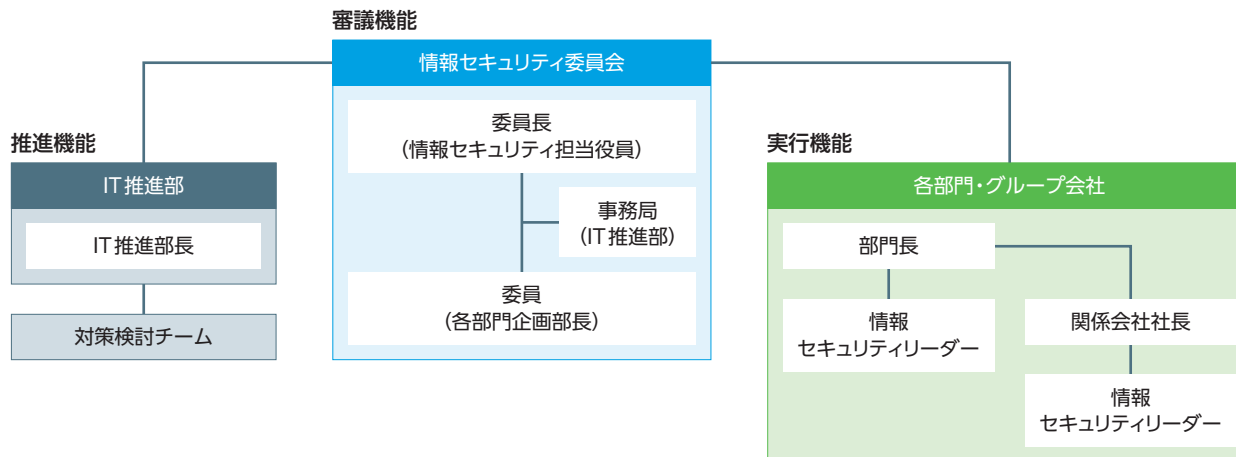 審議機能
情報セキュリティ委員会
委員長
（情報セキュリティ担当役員）
事務局
（IT推進部）
委員
（各部門企画部長）
推進機能
IT推進部
IT推進部長
対策検討チーム
実行機能
各部門・グループ会社
部門長
情報
セキュリティリーダー
関係会社社長
情報
セキュリティリーダー